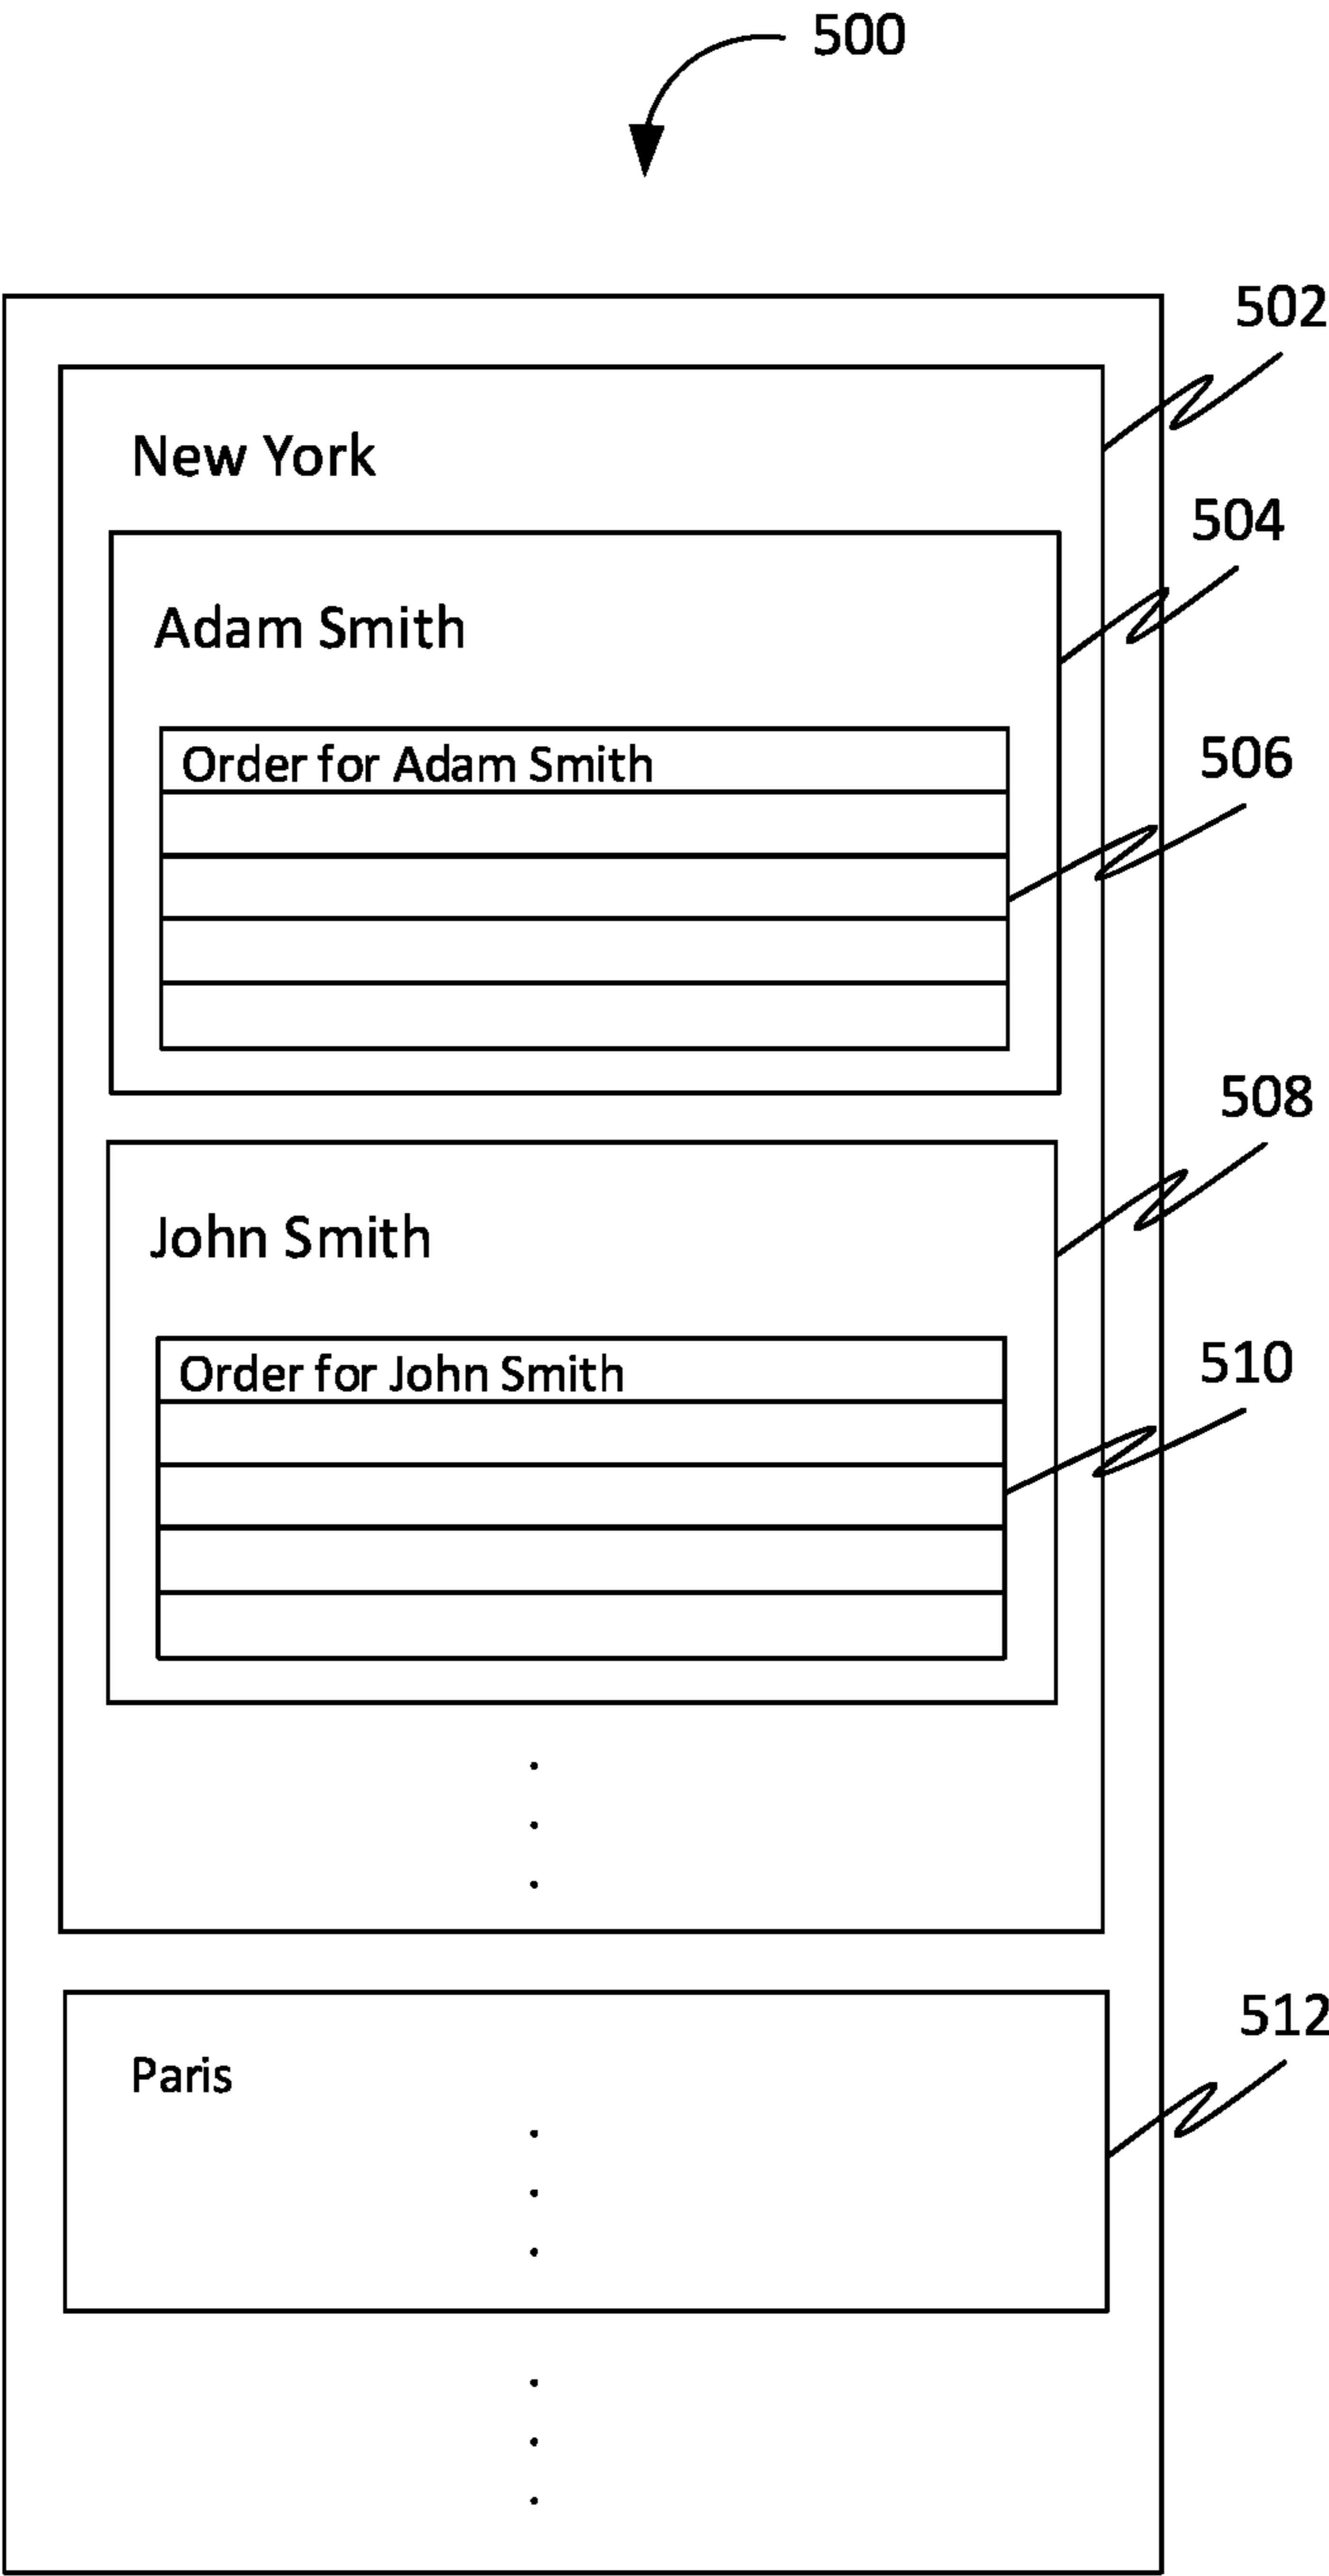 500
502
New York
504
Adam Smith
Order for Adam Smith
506
508
John Smith
Order for John Smith
510
512
Paris